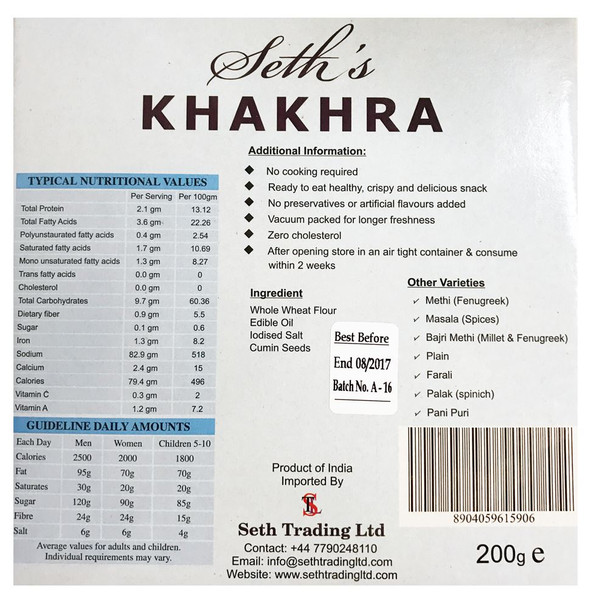 Seth's
KHAKHRA
Additional Information:
No cooking required
Ready to eat healthy, crispy and delicious snack
No preservatives or artificial flavours added
Vacuum packed for longer freshness
Zero cholesterol
After opening store in an air tight container & consume
within 2 weeks
TYPICAL NUTRITIONAL VALUES
Per Serving Per 100gm
Total Protein 2.1 gm 13.12
Total Fatty Acids 3.6 gm 22.26
Polyunstaurated fatty acids 0.4 gm 2.54
Saturated fatty acids 1.7 gm 10.69
Mono unsaturated fatty acids 1.3 gm 8.27
Trans fatty acids 0.0 gm 0
Cholesterol 0.0 gm 0
Total Carbohydrates 9.7 gm 60.36
Dietary fiber 0.9 gm 5.5
Sugar 0.1 gm 0.6
Iron 1.3 gm 8.2
Sodium 82.9 gm 518
Calcium 2.4 gm 15
Calories 79.4 gm 496
Vitamin C 0.3 gm 2
Vitamin A 1.2 gm 7.2
GUIDELINE DAILY AMOUNTS
Each Day Men Women Children 5-10
Calories 2500 2000 1800
Fat 95g 70g 70g
Saturates 30g 20g 20g
Sugar 120g 90g 85g
Fibre 24g 24g 15g
Salt 6g 6g 4g
Average values for adults and children.
Individual requirements may vary.
Ingredient
Whole Wheat Flour
Edible Oil
Iodised Salt
Cumin Seeds
Best Before
End 08/2017
Batch No. A - 16
Other Varieties
Methi (Fenugreek)
Masala (Spices)
Bajri Methi (Millet & Fenugreek)
Plain
Farali
Palak (spinich)
Pani Puri
Product of India
Imported By
Seth Trading Ltd
Contact: +44 7790248110
Email: info@sethtradingltd.com
Website: www.sethtradingltd.com
8904059615906
200g e